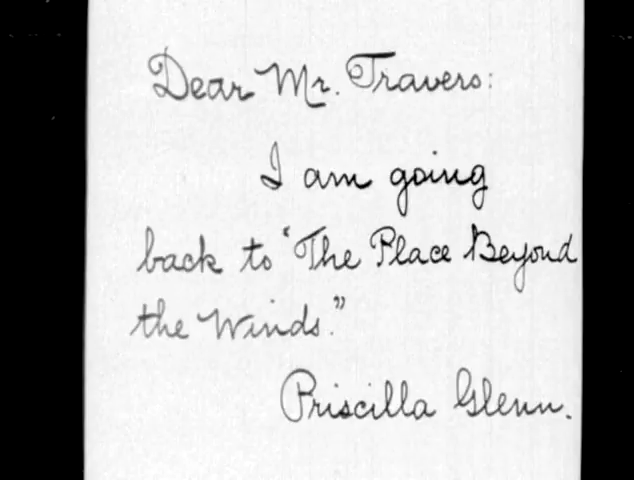 Dear Mr. Travers:
I am going
back to "The Place Beyond
the Winds."
Priscilla Glenn.